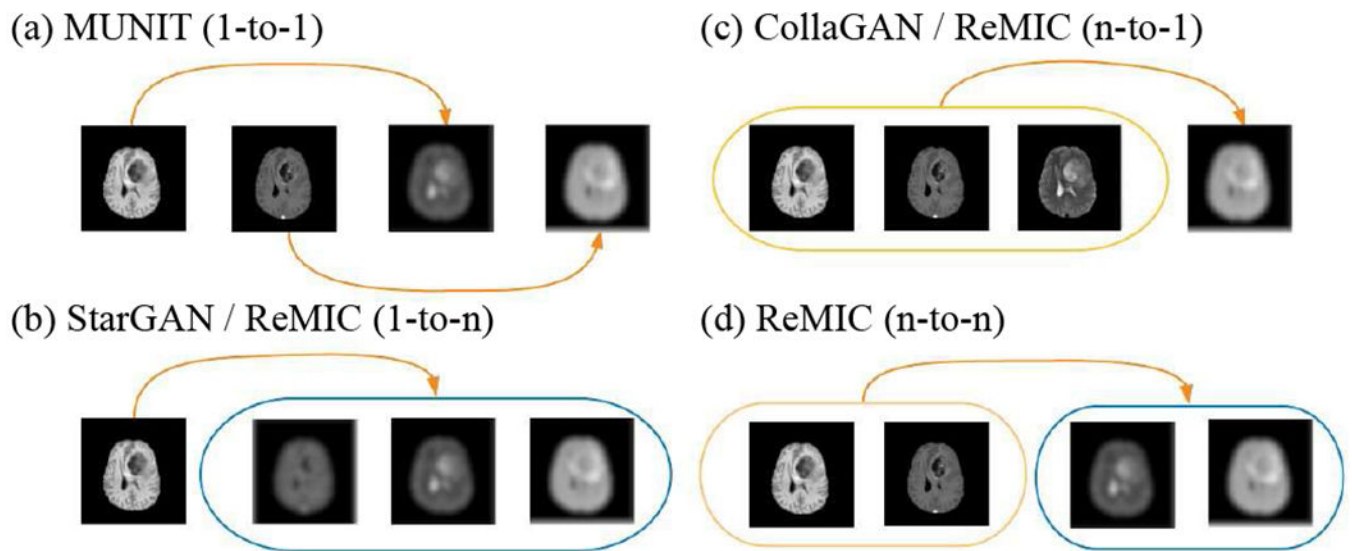 (a) MUNIT (1-to-1)
(c) CollaGAN / ReMIC (n-to-1)
(b) StarGAN / ReMIC (1-to-n)
(d) ReMIC (n-to-n)